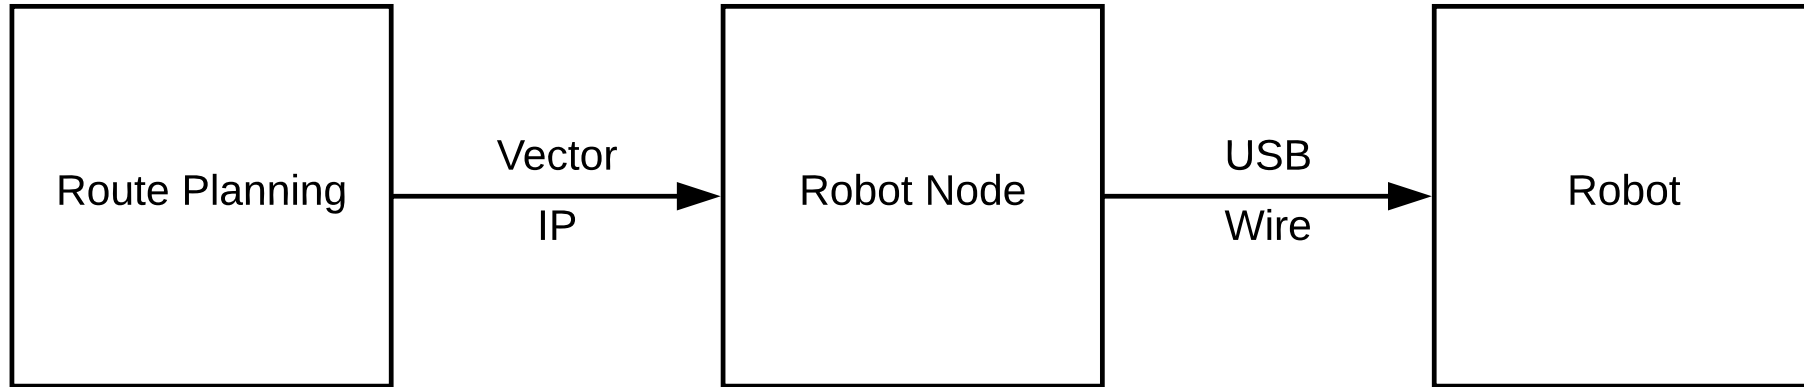 Route Planning
Vector
IP
Robot Node
USB
Wire
Robot